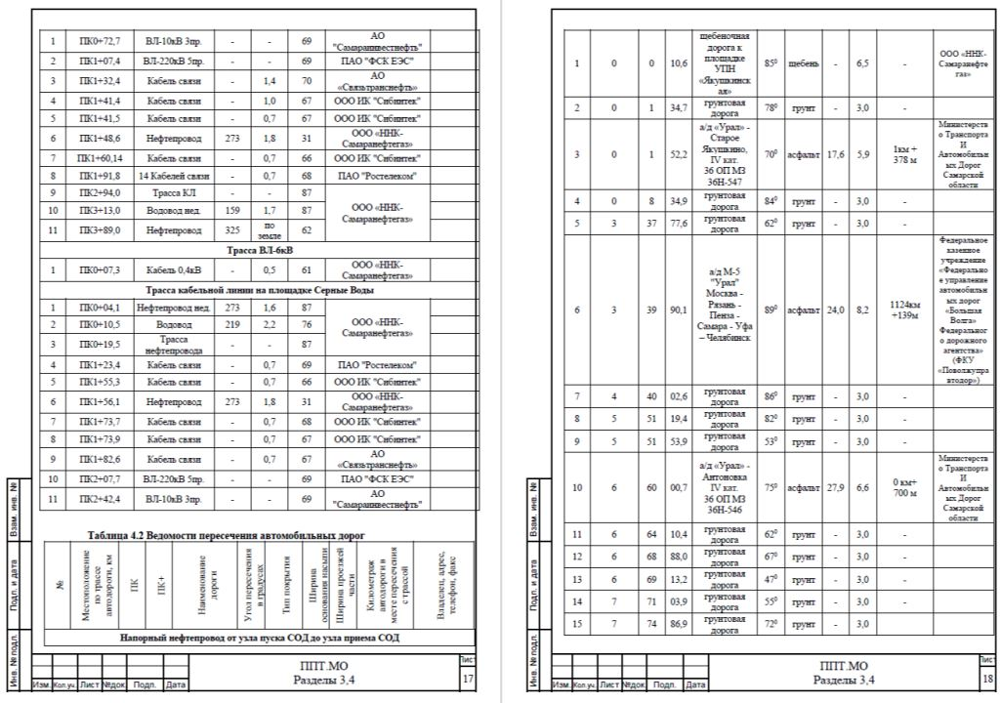 1 ПК0+72,7 ВЛ-10кВ 3пр. - - 69 АО
"Самараинвестнефть"
2 ПК1+07,4 ВЛ-220кВ 5пр. - - 69 ПАО "ФСК ЕЭС"
3 ПК1+32,4 Кабель связи - 1,4 70 АО
«Связьтранснефть»
4 ПК1+41,4 Кабель связи - 1,0 67 ООО ИК "Сибинтек"
5 ПК1+41,5 Кабель связи - 0,7 67 ООО ИК "Сибинтек"
6 ПК1+48,6 Нефтепровод 273 1,8 31 ООО «ННК-
Самаранефтегаз»
7 ПК1+60,14 Кабель связи - 0,7 66 ООО ИК "Сибинтек"
8 ПК1+91,8 14 Кабелей связи - 0,7 68 ПАО "Ростелеком"
9 ПК2+94,0 Трасса КЛ - - 87
10 ПК3+13,0 Водовод нед. 159 1,7 87 ООО «ННК-
Самаранефтегаз»
11 ПК3+89,0 Нефтепровод 325 по
земле 62
Трасса ВЛ-6кВ
1 ПК0+07,3 Кабель 0,4кВ - 0,5 61 ООО «ННК-
Самаранефтегаз»
Трасса кабельной линии на площадке Серные Воды
1 ПК0+04,1 Нефтепровод нед. 273 1,6 87
2 ПК0+10,5 Водовод 219 2,2 76 ООО «ННК-
Самаранефтегаз»
3 ПК0+19,5 Трасса
нефтепровода - - 87
4 ПК1+23,4 Кабель связи - 0,7 69 ПАО "Ростелеком"
5 ПК1+55,3 Кабель связи - 0,7 66 ООО ИК "Сибинтек"
6 ПК1+56,1 Нефтепровод 273 1,8 31 ООО «ННК-
Самаранефтегаз»
7 ПК1+73,7 Кабель связи - 0,7 68 ООО ИК "Сибинтек"
8 ПК1+73,9 Кабель связи - 0,7 67 ООО ИК "Сибинтек"
9 ПК1+82,6 Кабель связи - 0,7 67 АО
«Связьтранснефть»
10 ПК2+07,7 ВЛ-220кВ 5пр. - - 69 ПАО "ФСК ЕЭС"
11 ПК2+42,4 ВЛ-10кВ 3пр. - - 69 АО
"Самараинвестнефть"
Таблица 4.2 Ведомости пересечения автомобильных дорог
№
Местоположение
по трассе
автодороги, км
ПК
ПК+
Наименование
дороги
Угол пересечения
в градусах
Тип покрытия
Ширина
основания насыпи
Ширина проезжей
части
Километраж
автодороги в
месте пересечения
с трассой
Владелец, адрес,
телефон, факс
Напорный нефтепровод от узла пуска СОД до узла приема СОД
Взам. инв. №
Подп. и дата
Инв. № подл.
Изм. Кол.уч. Лист №док. Подп. Дата
ППТ.МО
Разделы 3,4
Лист
17
1 0 0 10,6 щебеночная
дорога к
площадке
УПН
«Якушкинск
ая» 85⁰ щебень - 6,5 - ООО «ННК-
Самаранефте
газ»
2 0 1 34,7 грунтовая
дорога 78⁰ грунт - 3,0 -
3 0 1 52,2 а/д «Урал» -
Старое
Якушкино,
IV кат.
36 ОП МЗ
36Н-547 70⁰ асфальт 17,6 5,9 1км +
378 м Министерств
о Транспорта
И
Автомобильн
ых Дорог
Самарской
области
4 0 8 34,9 грунтовая
дорога 84⁰ грунт - 3,0 -
5 3 37 77,6 грунтовая
дорога 62⁰ грунт - 3,0 -
6 3 39 90,1 а/д М-5
"Урал"
Москва -
Рязань -
Пенза -
Самара - Уфа
– Челябинск 89⁰ асфальт 24,0 8,2 1124км
+139м Федеральное
казенное
учреждение
«Федерально
е управление
автомобильн
ых дорог
«Большая
Волга»
Федеральног
о дорожного
агентства»
(ФКУ
«Поволжупра
втодор»)
7 4 40 02,6 грунтовая
дорога 86⁰ грунт - 3,0 -
8 5 51 19,4 грунтовая
дорога 82⁰ грунт - 3,0 -
9 5 51 53,9 грунтовая
дорога 53⁰ грунт - 3,0 -
10 6 60 00,7 а/д «Урал» -
Антоновка
IV кат.
36 ОП МЗ
36Н-546 75⁰ асфальт 27,9 6,6 0 км+
700 м Министерств
о Транспорта
И
Автомобильн
ых Дорог
Самарской
области
11 6 64 10,4 грунтовая
дорога 62⁰ грунт - 3,0 -
12 6 68 88,0 грунтовая
дорога 67⁰ грунт - 3,0 -
13 6 69 13,2 грунтовая
дорога 47⁰ грунт - 3,0 -
14 7 71 03,9 грунтовая
дорога 55⁰ грунт - 3,0 -
15 7 74 86,9 грунтовая
дорога 72⁰ грунт - 3,0 -
Взам. инв. №
Подп. и дата
Инв. № подл.
Изм. Кол.уч. Лист №док. Подп. Дата
ППТ.МО
Разделы 3,4
Лист
18